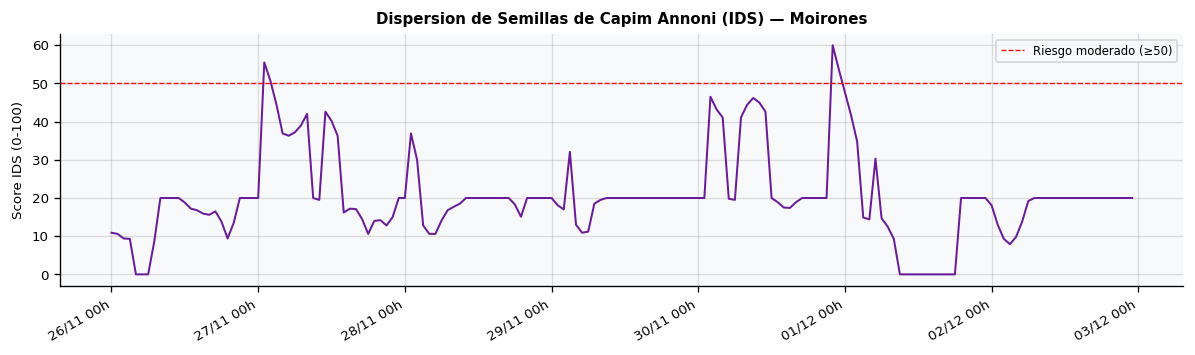 Dispersion de Semillas de Capim Annoni (IDS) — Moirones
Riesgo moderado (≥50)
Score IDS (0-100)
60
50
40
30
20
10
0
26/11 00h
27/11 00h
28/11 00h
29/11 00h
30/11 00h
01/12 00h
02/12 00h
03/12 00h